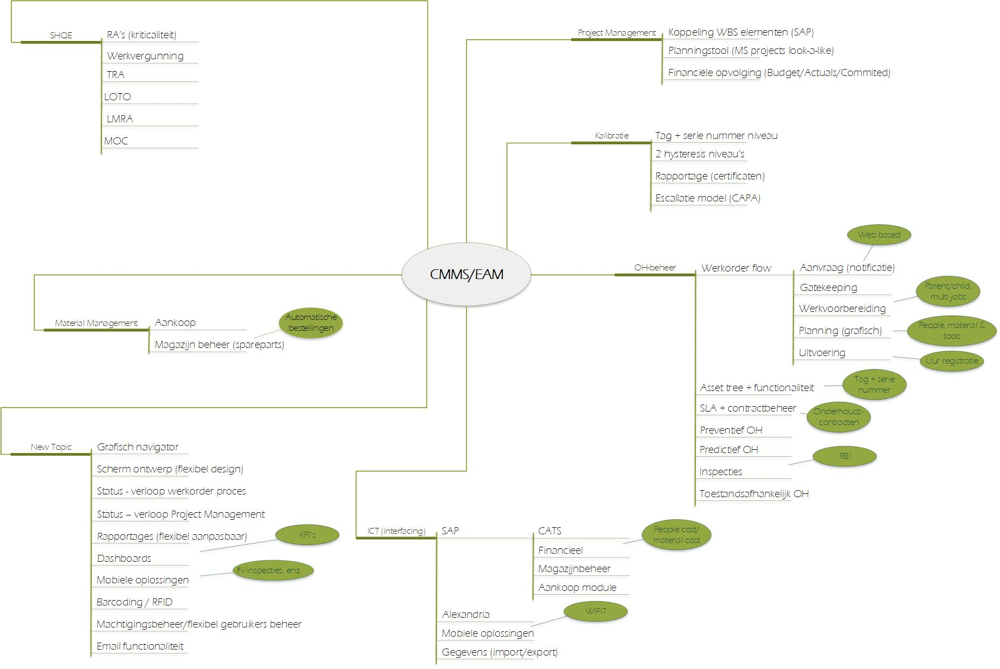 SHQE
RA's (kriticaliteit)
Werkvergunning
TRA
LOTO
LMRA
MOC
Project Management
Koppeling WBS elementen (SAP)
Planningstool (MS projects look-a-like)
Financiële opvolging (Budget/Actuals/Commited)
Kalibratie
Tag + serie nummer niveau
2 hysteresis niveau's
Rapportage (certificaten)
Escallatie model (CAPA)
CMMS/EAM
OH-beheer
Werkorder flow
Web based
Aanvraag (notificatie)
Gatekeeping
Parent/child,
multi jobs
Werkvoorbereiding
Planning (grafisch)
People, material &
tools
UItvoering
Uur registratie
Asset tree + functionaliteit
Tag + serie
nummer
SLA + contractbeheer
Onderhouds-
contracten
Preventief OH
Predictief OH
RBI
Inspecties
Toestandsafhankelijk OH
Material Management
Aankoop
Automatische
bestellingen
Magazijn beheer (spareparts)
New Topic
Grafisch navigator
Scherm ontwerp (flexibel design)
Status - verloop werkorder proces
Status – verloop Project Management
Rapportages (flexibel aanpasbaar)
KPI's
Dashboards
Ifv inspecties, enz.
Mobiele oplossingen
Barcoding / RFID
Machtigingsbeheer/flexibel gebruikers beheer
Email functionaliteit
ICT (interfacing)
SAP
CATS
People cost/
material cost
Financieel
Magazijnbeheer
Aankoop module
Alexandria
WIFI?
Mobiele oplossingen
Gegevens (import/export)